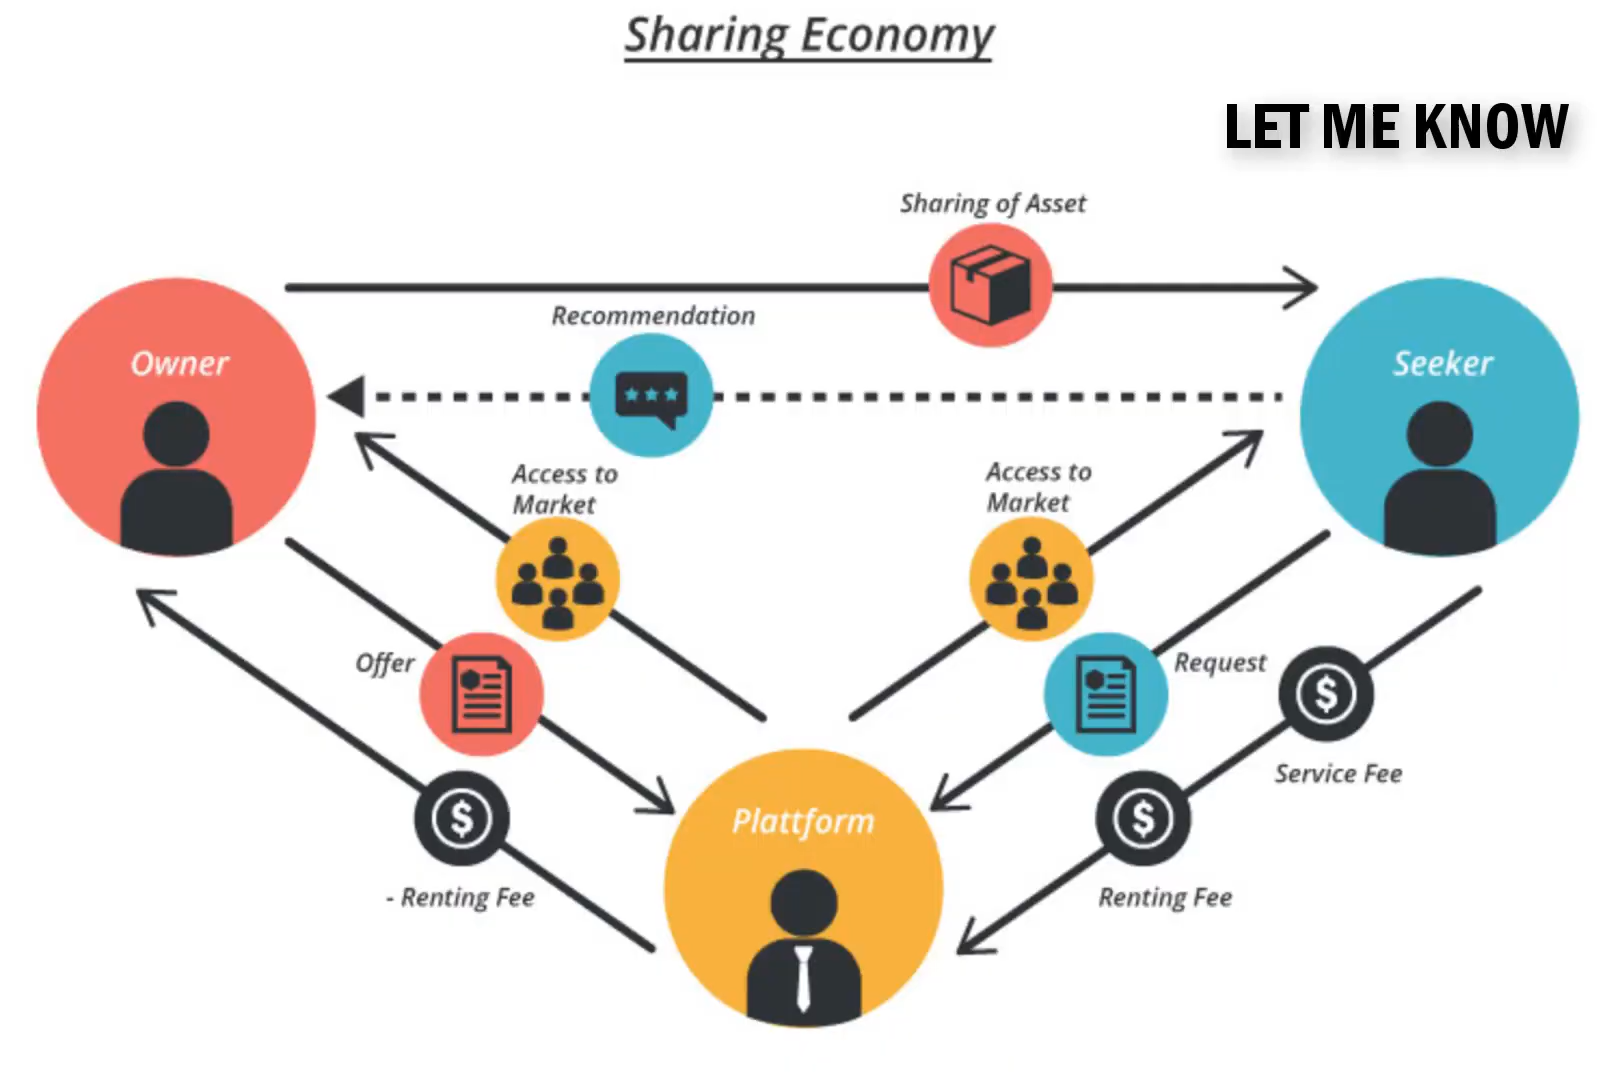 Sharing Economy
LET ME KNOW
Sharing of Asset
Recommendation
Owner
Seeker
Access to
Market
Access to
Market
Offer
Request
Service Fee
Plattform
- Renting Fee
Renting Fee
$
$
$